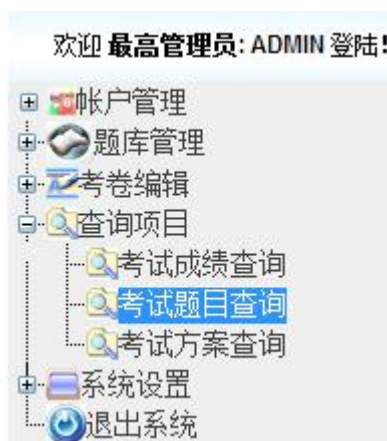 欢迎 最高管理员: ADMIN 登陆!
帐户管理
题库管理
考卷编辑
查询项目
考试成绩查询
考试题目查询
考试方案查询
系统设置
退出系统